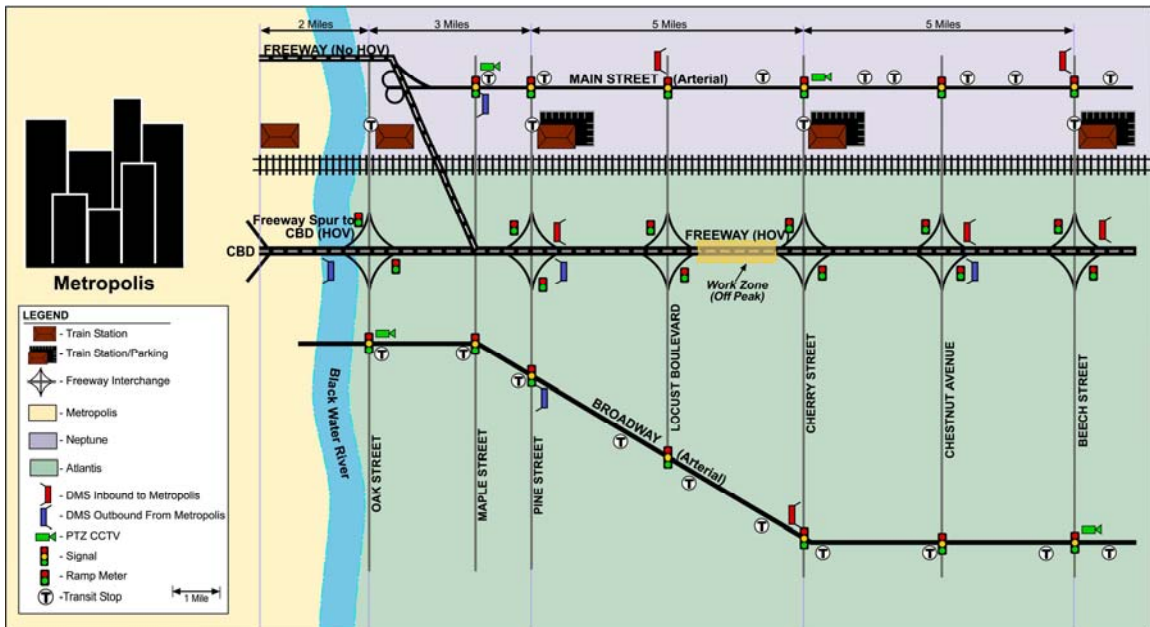 2 Miles
3 Miles
5 Miles
5 Miles
FREEWAY (No HOV)
MAIN STREET (Arterial)
T
T
T
T
T
T
T
T
T
T
T
T
T
Freeway Spur to
CBD (HOV)
FREEWAY (HOV)
CBD
Work Zone
(Off Peak)
Metropolis
LEGEND
- Train Station
- Train Station/Parking
- Freeway Interchange
- Metropolis
- Neptune
- Atlantis
- DMS Inbound to Metropolis
- DMS Outbound From Metropolis
- PTZ CCTV
- Signal
- Ramp Meter
T - Transit Stop
1 Mile
Black Water River
OAK STREET
MAPLE STREET
PINE STREET
LOCUST BOULEVARD
CHERRY STREET
CHESTNUT AVENUE
BEECH STREET
BROADWAY (Arterial)
T
T
T
T
T
T
T
T
T
T